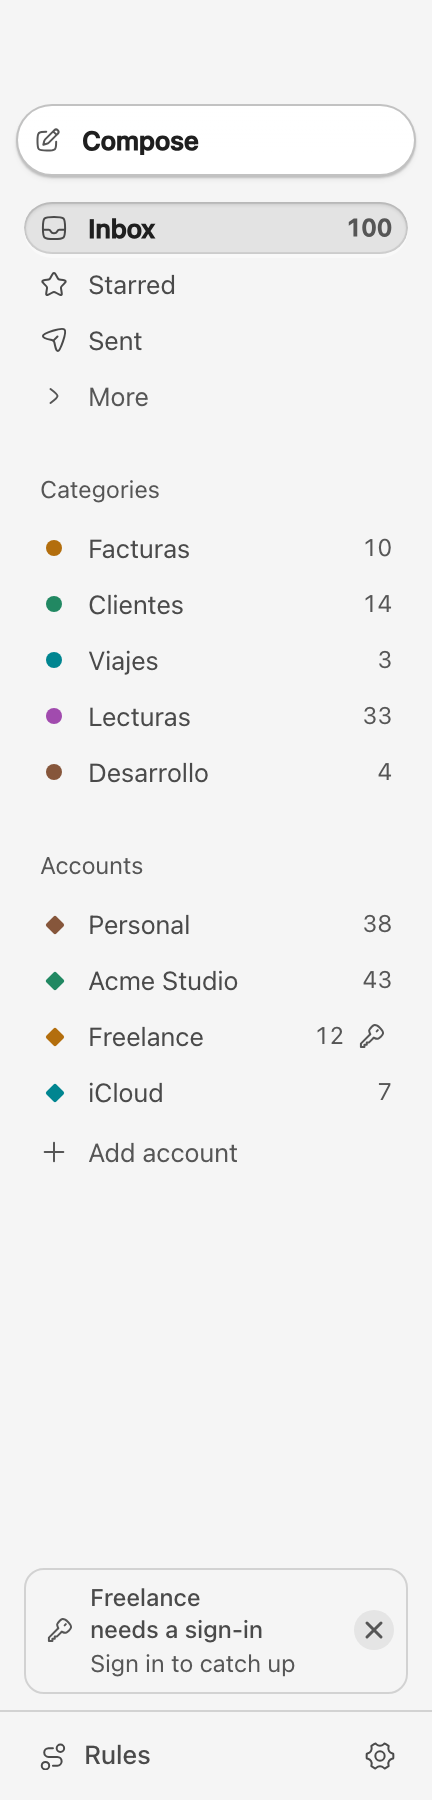 Compose
Inbox 100
Starred
Sent
More
Categories
Facturas 10
Clientes 14
Viajes 3
Lecturas 33
Desarrollo 4
Accounts
Personal 38
Acme Studio 43
Freelance 12
iCloud 7
Add account
Freelance
needs a sign-in
Sign in to catch up
Rules